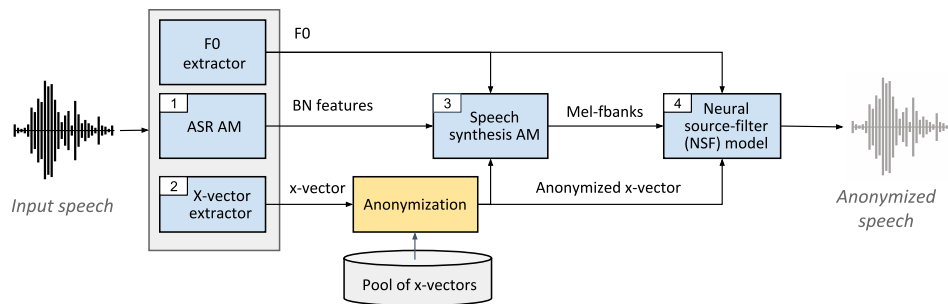 F0
F0
extractor
1
BN features
3
Mel-fbanks
4
ASR AM
Speech
synthesis AM
Neural
source-filter
(NSF) model
Input speech
2
X-vector
extractor
x-vector
Anonymization
Anonymized x-vector
Anonymized
speech
Pool of x-vectors